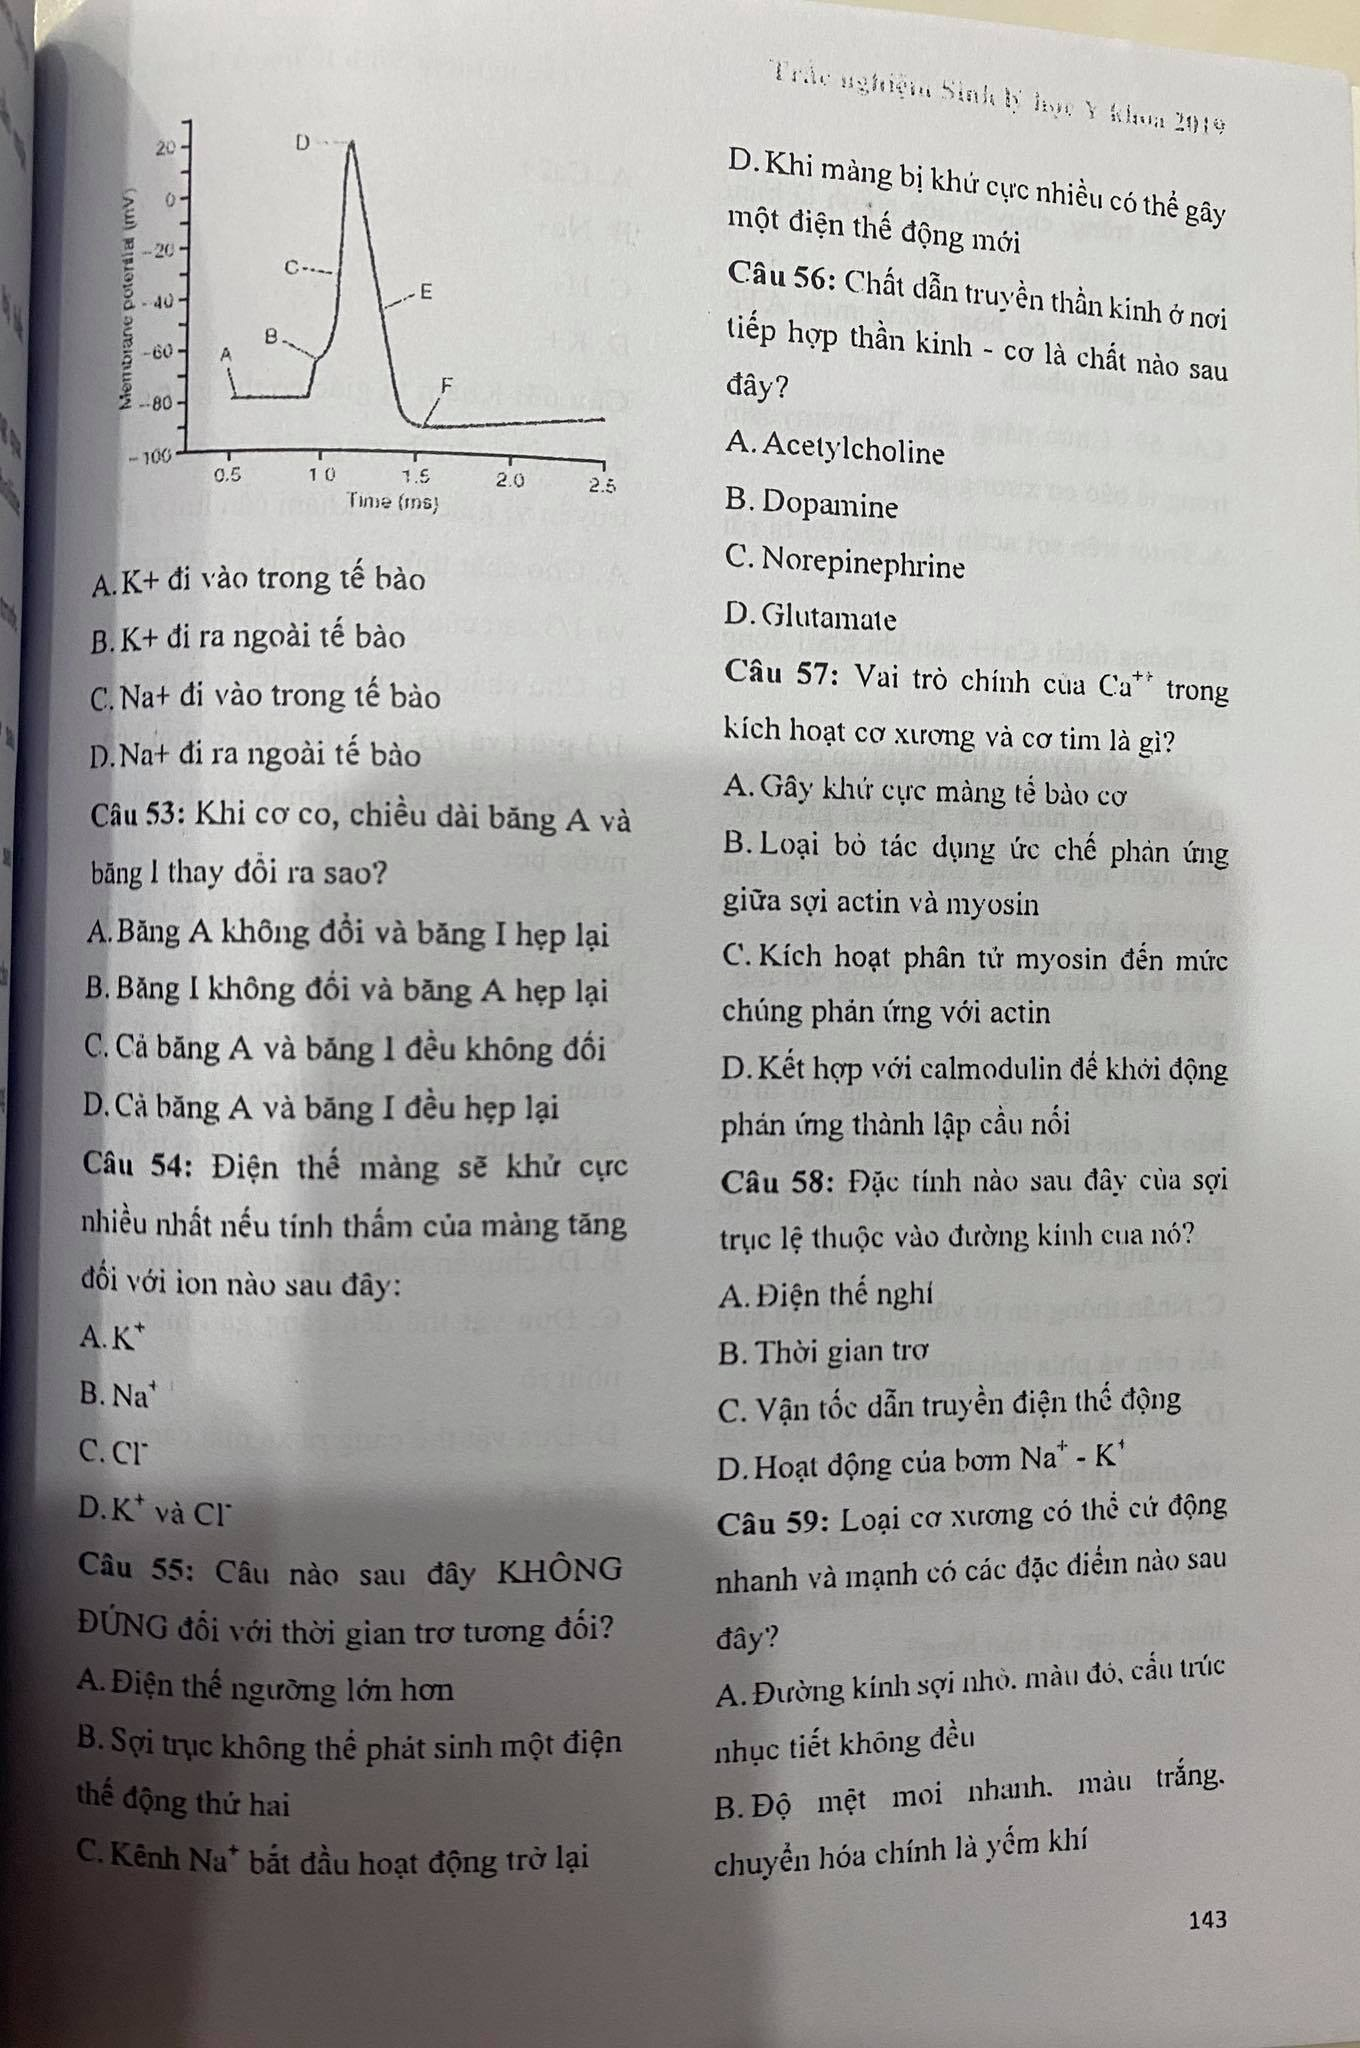 Trắc nghiệm Sinh lý học Y khoa 2019
20
0
-20
-40
-60
-80
-100
Membrane potential (mV)
A
B
C
D
E
F
0.5
1 0
1.5
2.0
2.5
Time (ms)
A. K+ đi vào trong tế bào
B. K+ đi ra ngoài tế bào
C. Na+ đi vào trong tế bào
D. Na+ đi ra ngoài tế bào
Câu 53: Khi cơ co, chiều dài băng A và
băng I thay đổi ra sao?
A. Băng A không đổi và băng I hẹp lại
B. Băng I không đổi và băng A hẹp lại
C. Cả băng A và băng I đều không đổi
D. Cả băng A và băng I đều hẹp lại
Câu 54: Điện thế màng sẽ khử cực
nhiều nhất nếu tính thấm của màng tăng
đối với ion nào sau đây:
A. K⁺
B. Na⁺
C. Cl⁻
D. K⁺ và Cl⁻
Câu 55: Câu nào sau đây KHÔNG
ĐÚNG đối với thời gian trơ tương đối?
A. Điện thế ngưỡng lớn hơn
B. Sợi trục không thể phát sinh một điện
thế động thứ hai
C. Kênh Na⁺ bắt đầu hoạt động trở lại
D. Khi màng bị khử cực nhiều có thể gây
một điện thế động mới
Câu 56: Chất dẫn truyền thần kinh ở nơi
tiếp hợp thần kinh - cơ là chất nào sau
đây?
A. Acetylcholine
B. Dopamine
C. Norepinephrine
D. Glutamate
Câu 57: Vai trò chính của Ca⁺⁺ trong
kích hoạt cơ xương và cơ tim là gì?
A. Gây khử cực màng tế bào cơ
B. Loại bỏ tác dụng ức chế phản ứng
giữa sợi actin và myosin
C. Kích hoạt phân tử myosin đến mức
chúng phản ứng với actin
D. Kết hợp với calmodulin để khởi động
phản ứng thành lập cầu nối
Câu 58: Đặc tính nào sau đây của sợi
trục lệ thuộc vào đường kính của nó?
A. Điện thế nghỉ
B. Thời gian trơ
C. Vận tốc dẫn truyền điện thế động
D. Hoạt động của bơm Na⁺ - K⁺
Câu 59: Loại cơ xương có thể cử động
nhanh và mạnh có các đặc điểm nào sau
đây?
A. Đường kính sợi nhỏ, màu đỏ, cấu trúc
nhục tiết không đều
B. Độ mệt mỏi nhanh, màu trắng,
chuyển hóa chính là yếm khí
143